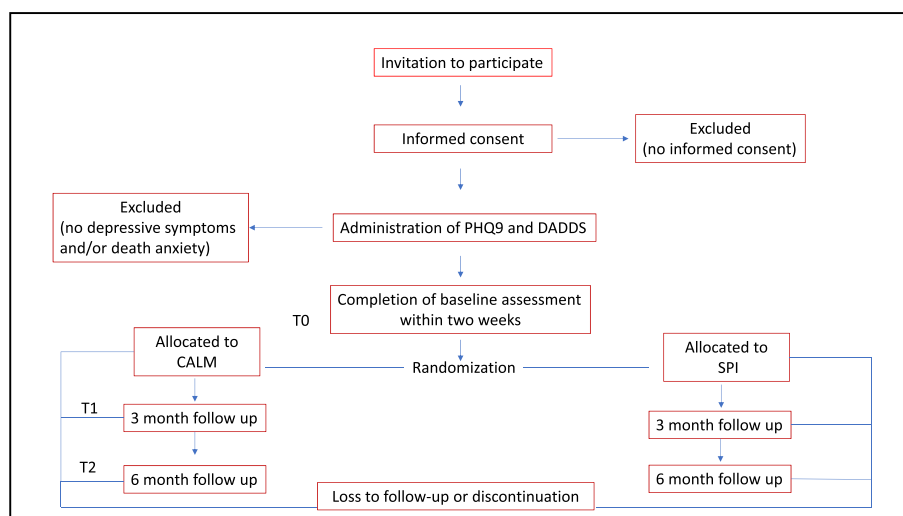 Invitation to participate
Informed consent
Excluded
(no informed consent)
Excluded
(no depressive symptoms
and/or death anxiety)
Administration of PHQ9 and DADDS
Completion of baseline assessment
within two weeks
T0
Allocated to
CALM
Randomization
Allocated to
SPI
T1
3 month follow up
3 month follow up
T2
6 month follow up
6 month follow up
Loss to follow-up or discontinuation